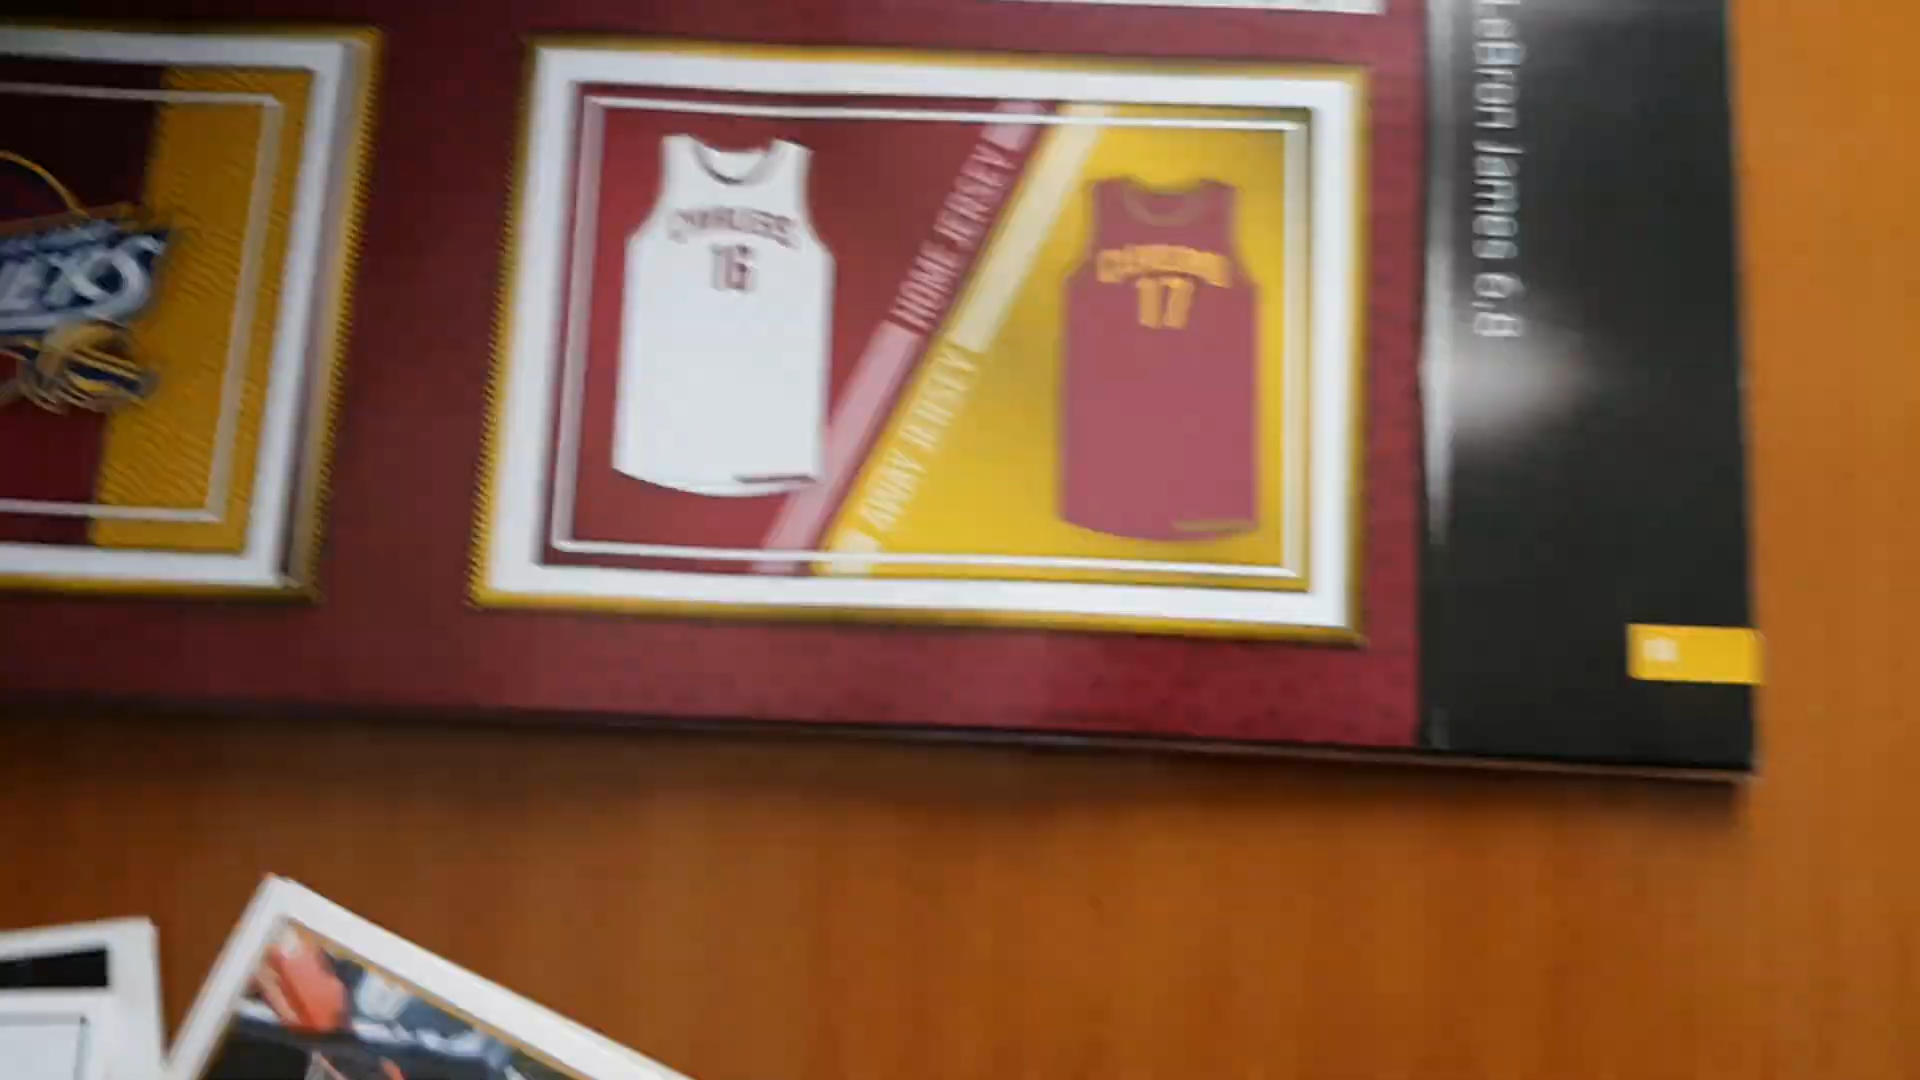 CAVALIERS
16
HOME JERSEY
AWAY JERSEY
17
LeBron James 6,8